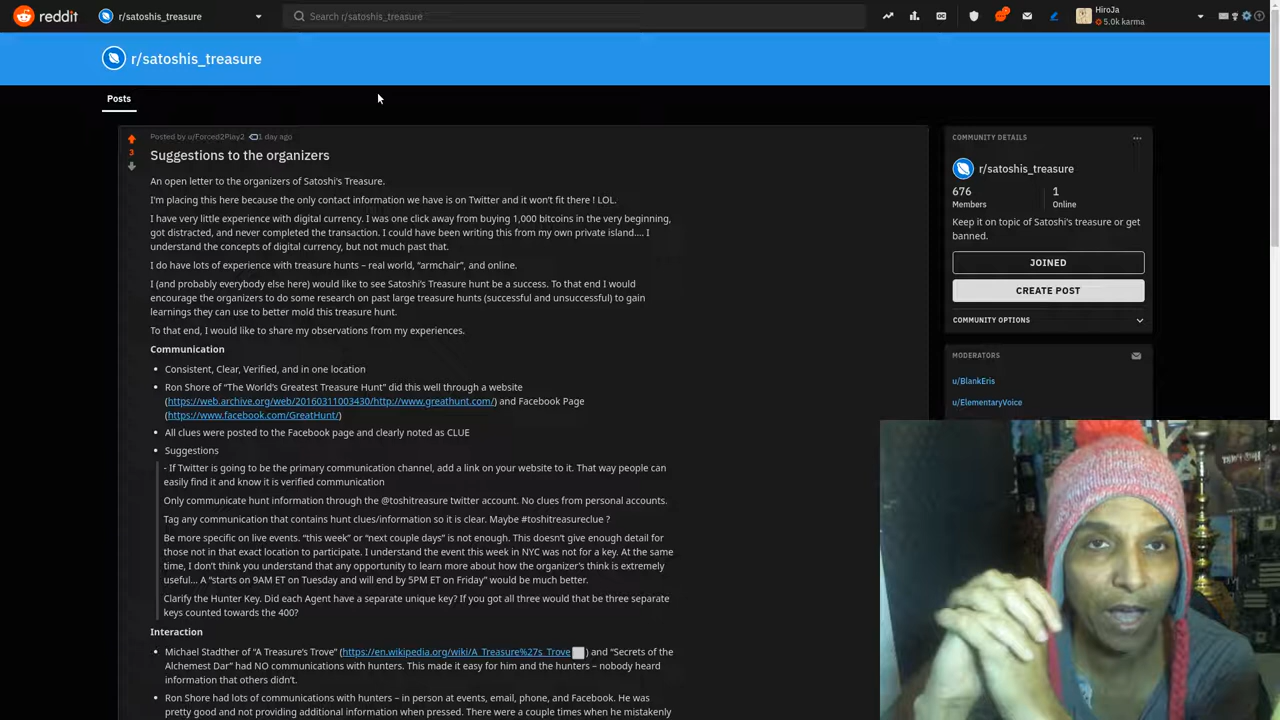 reddit
r/satoshis_treasure
Search r/satoshis_treasure
HiroJa
5.0k karma
r/satoshis_treasure
Posts
Posted by u/Forced2Play2 1 day ago
3
Suggestions to the organizers
An open letter to the organizers of Satoshi's Treasure.
I'm placing this here because the only contact information we have is on Twitter and it won't fit there ! LOL.
I have very little experience with digital currency. I was one click away from buying 1,000 bitcoins in the very beginning,
got distracted, and never completed the transaction. I could have been writing this from my own private island.... I
understand the concepts of digital currency, but not much past that.
I do have lots of experience with treasure hunts – real world, “armchair”, and online.
I (and probably everybody else here) would like to see Satoshi’s Treasure hunt be a success. To that end I would
encourage the organizers to do some research on past large treasure hunts (successful and unsuccessful) to gain
learnings they can use to better mold this treasure hunt.
To that end, I would like to share my observations from my experiences.
Communication
• Consistent, Clear, Verified, and in one location
• Ron Shore of “The World’s Greatest Treasure Hunt” did this well through a website
(https://web.archive.org/web/20160311003430/http://www.greathunt.com/) and Facebook Page
(https://www.facebook.com/GreatHunt/)
• All clues were posted to the Facebook page and clearly noted as CLUE
• Suggestions
- If Twitter is going to be the primary communication channel, add a link on your website to it. That way people can
easily find it and know it is verified communication
Only communicate hunt information through the @toshitreasure twitter account. No clues from personal accounts.
Tag any communication that contains hunt clues/information so it is clear. Maybe #toshitreasureclue ?
Be more specific on live events. “this week” or “next couple days” is not enough. This doesn’t give enough detail for
those not in that exact location to participate. I understand the event this week in NYC was not for a key. At the same
time, I don’t think you understand that any opportunity to learn more about how the organizer’s think is extremely
useful... A “starts on 9AM ET on Tuesday and will end by 5PM ET on Friday” would be much better.
Clarify the Hunter Key. Did each Agent have a separate unique key? If you got all three would that be three separate
keys counted towards the 400?
Interaction
• Michael Stadther of “A Treasure’s Trove” (https://en.wikipedia.org/wiki/A_Treasure%27s_Trove) and “Secrets of the
Alchemest Dar” had NO communications with hunters. This made it easy for him and the hunters – nobody heard
information that others didn’t.
• Ron Shore had lots of communications with hunters – in person at events, email, phone, and Facebook. He was
pretty good and not providing additional information when pressed. There were a couple times when he mistakenly
COMMUNITY DETAILS
r/satoshis_treasure
676
Members
1
Online
Keep it on topic of Satoshi's treasure or get
banned.
JOINED
CREATE POST
COMMUNITY OPTIONS
MODERATORS
u/BlankEris
u/ElementaryVoice